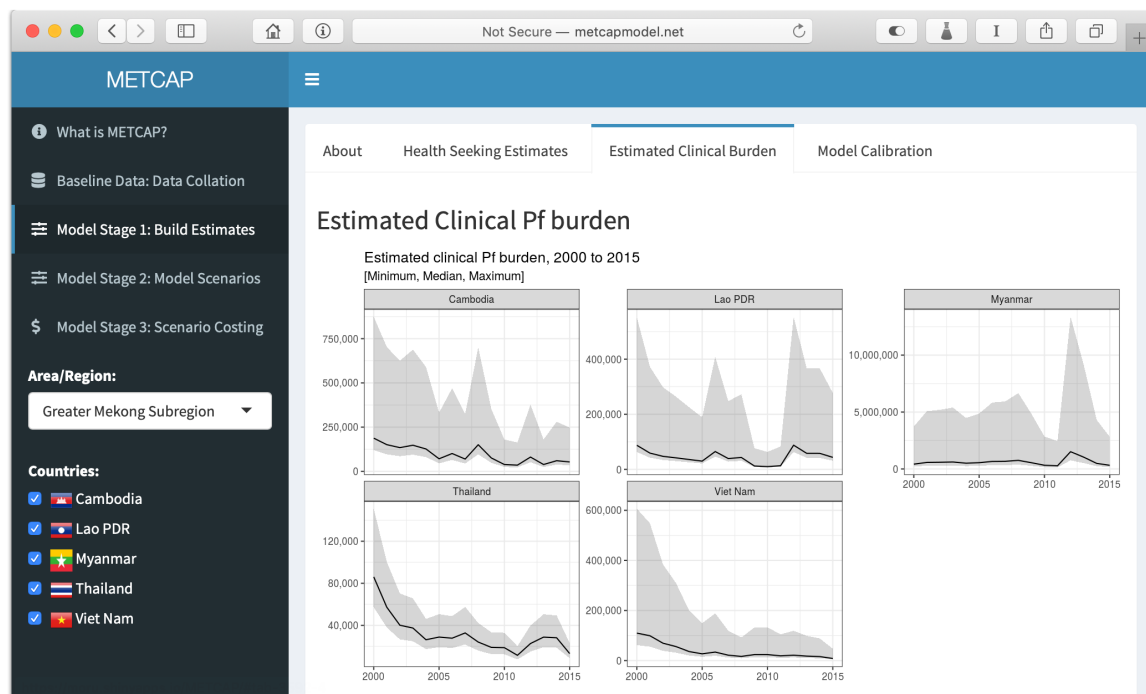 Not Secure — metcapmodel.net
METCAP
What is METCAP?
Baseline Data: Data Collation
Model Stage 1: Build Estimates
Model Stage 2: Model Scenarios
$ Model Stage 3: Scenario Costing
Area/Region:
Greater Mekong Subregion
Countries:
Cambodia
Lao PDR
Myanmar
Thailand
Viet Nam
About Health Seeking Estimates Estimated Clinical Burden Model Calibration
Estimated Clinical Pf burden
Estimated clinical Pf burden, 2000 to 2015
[Minimum, Median, Maximum]
Cambodia
750,000
500,000
250,000
0
Lao PDR
400,000
200,000
0
Myanmar
10,000,000
5,000,000
0
2000 2005 2010 2015
Thailand
120,000
80,000
40,000
2000 2005 2010 2015
Viet Nam
600,000
400,000
200,000
0
2000 2005 2010 2015